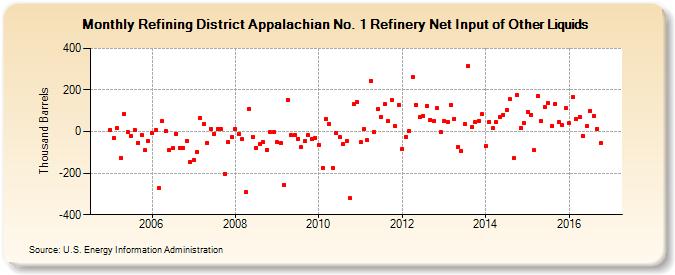 Monthly Refining District Appalachian No. 1 Refinery Net Input of Other Liquids
Thousand Barrels
400
200
0
-200
-400
2006 2008 2010 2012 2014 2016
Source: U.S. Energy Information Administration